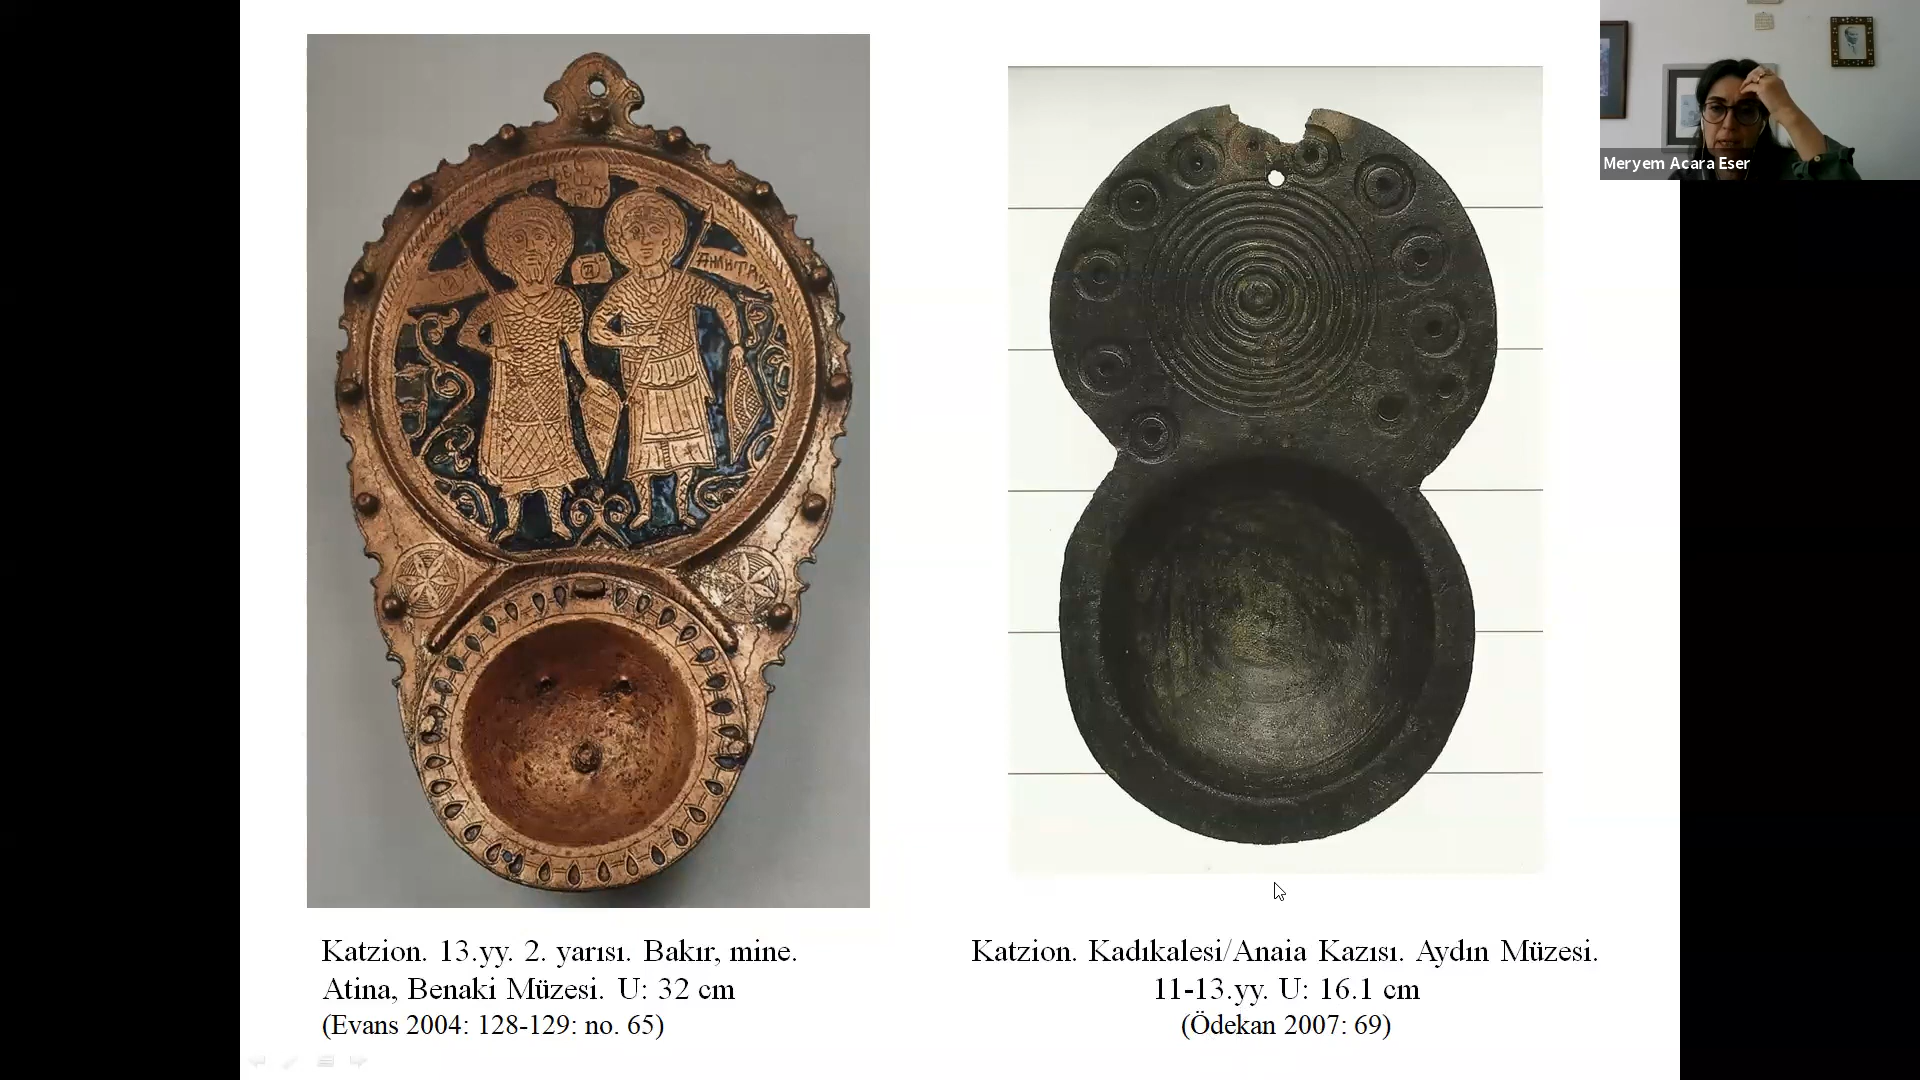 Meryem Acara Eser
Katzion. 13.yy. 2. yarısı. Bakır, mine.
Atina, Benaki Müzesi. U: 32 cm
(Evans 2004: 128-129: no. 65)
Katzion. Kadıkalesi/Anaia Kazısı. Aydın Müzesi.
11-13.yy. U: 16.1 cm
(Ödekan 2007: 69)